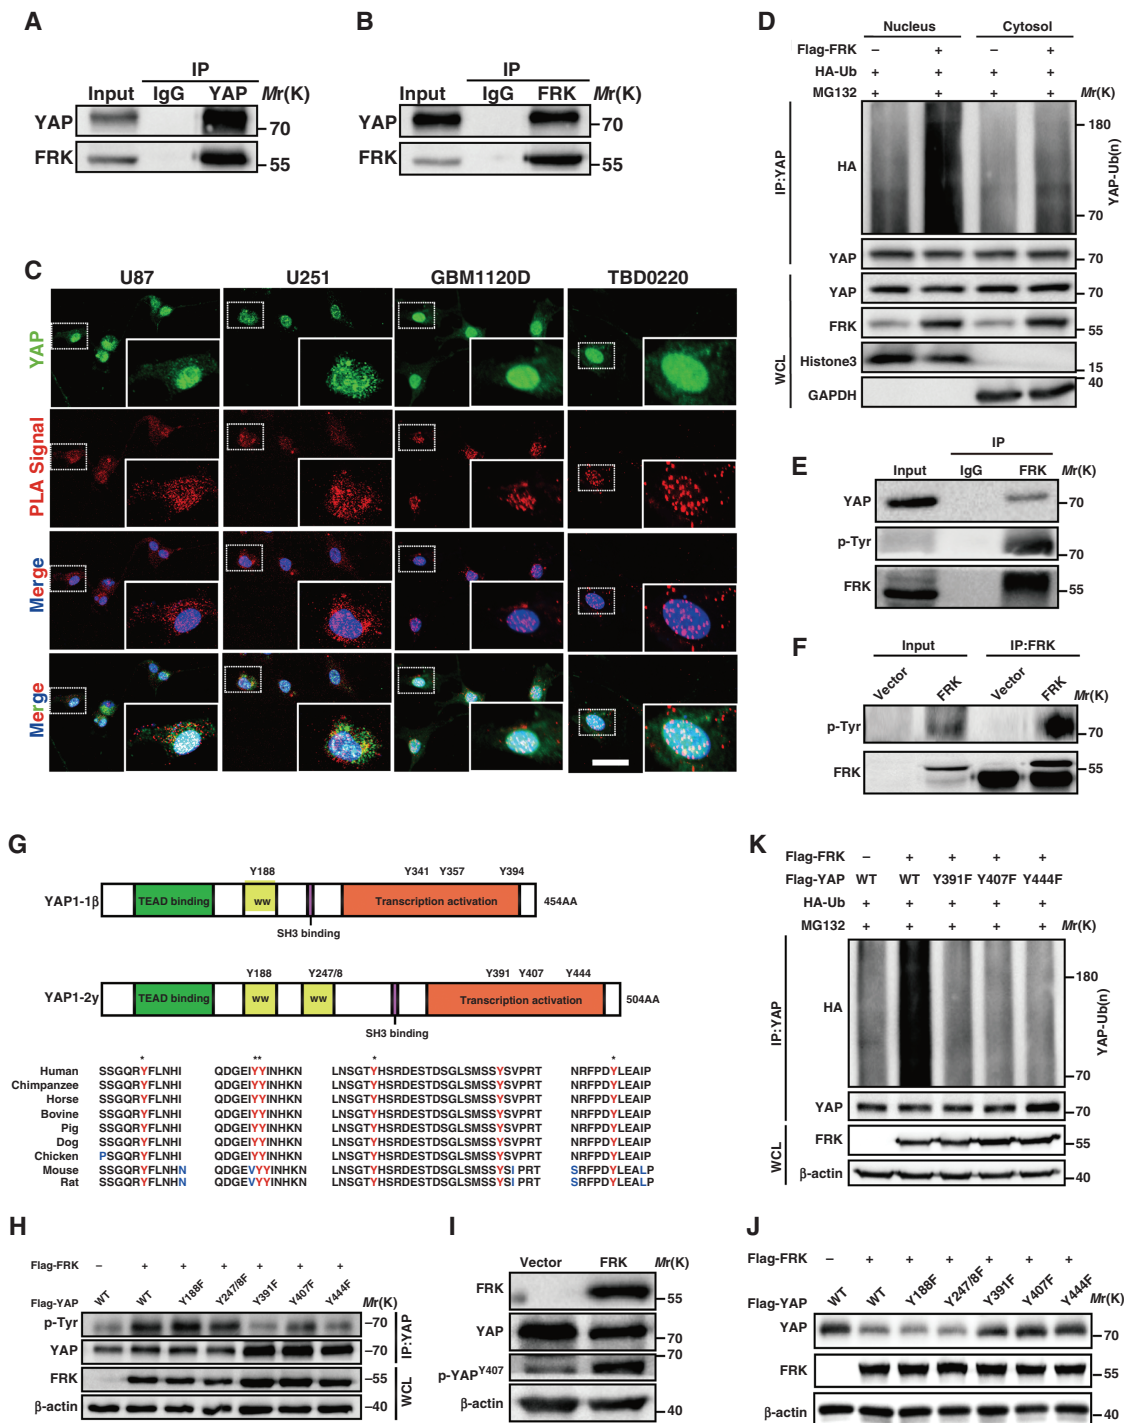 A
IP
Input IgG YAP Mr(K)
YAP
70
FRK
55
B
IP
Input IgG FRK Mr(K)
YAP
70
FRK
55
C
U87 U251 GBM1120D TBD0220
YAP
PLA Signal
Merge
Merge
D
Nucleus Cytosol
Flag-FRK – + – +
HA-Ub + + + +
MG132 + + + + Mr(K)
IP:YAP
HA
180
70
YAP-Ub(n)
YAP
70
WCL
YAP
70
FRK
55
Histone3
15
GAPDH
40
E
IP
Input IgG FRK Mr(K)
YAP
70
p-Tyr
70
FRK
55
F
Input IP:FRK
Vector FRK Vector FRK Mr(K)
p-Tyr
70
FRK
55
G
Y188 Y341 Y357 Y394
YAP1-1β TEAD binding ww Transcription activation 454AA
SH3 binding
Y188 Y247/8 Y391 Y407 Y444
YAP1-2γ TEAD binding ww ww Transcription activation 504AA
SH3 binding
* ** * *
Human SSGQRYFLNHI QDGEIYYINHKN LNSGTYHSRDESTDSGLSMSSYSVPRT NRFPDYLEAIP
Chimpanzee SSGQRYFLNHI QDGEIYYINHKN LNSGTYHSRDESTDSGLSMSSYSVPRT NRFPDYLEAIP
Horse SSGQRYFLNHI QDGEIYYINHKN LNSGTYHSRDESTDSGLSMSSYSVPRT NRFPDYLEAIP
Bovine SSGQRYFLNHI QDGEIYYINHKN LNSGTYHSRDESTDSGLSMSSYSVPRT NRFPDYLEAIP
Pig SSGQRYFLNHI QDGEIYYINHKN LNSGTYHSRDESTDSGLSMSSYSVPRT NRFPDYLEAIP
Dog SSGQRYFLNHI QDGEIYYINHKN LNSGTYHSRDESTDSGLSMSSYSVPRT NRFPDYLEAIP
Chicken PSGQRYFLNHI QDGEIYYINHKN LNSGTYHSRDESTDSGLSMSSYSVPRT NRFPDYLEAIP
Mouse SSGQRYFLNHN QDGEVYYINHKN LNSGTYHSRDESTDSGLSMSSYSIPRT SRFPDYLEALP
Rat SSGQRYFLNHN QDGEVYYINHKN LNSGTYHSRDESTDSGLSMSSYSIPRT SRFPDYLEALP
H
Flag-FRK – + + + + + +
Flag-YAP WT WT Y188F Y247/8F Y391F Y407F Y444F Mr(K)
p-Tyr
70
YAP
70
IP:YAP
FRK
55
β-actin
40
WCL
I
Vector FRK Mr(K)
FRK
55
YAP
70
p-YAPY407
70
β-actin
40
J
Flag-FRK – + + + + + +
Flag-YAP WT WT Y188F Y247/8F Y391F Y407F Y444F Mr(K)
YAP
70
FRK
55
β-actin
40
K
Flag-FRK – + + + +
Flag-YAP WT WT Y391F Y407F Y444F
HA-Ub + + + + +
MG132 + + + + + Mr(K)
IP:YAP
HA
180
70
YAP-Ub(n)
YAP
70
WCL
FRK
55
β-actin
40